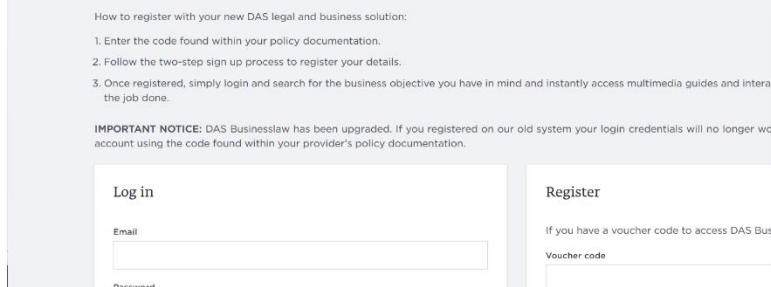 How to register with your new DAS legal and business solution:
1. Enter the code found within your policy documentation.
2. Follow the two-step sign up process to register your details.
3. Once registered, simply login and search for the business objective you have in mind and instantly access multimedia guides and intera
the job done.
IMPORTANT NOTICE: DAS Businesslaw has been upgraded. If you registered on our old system your login credentials will no longer wo
account using the code found within your provider's policy documentation.
Log in
Email
Password
Register
If you have a voucher code to access DAS Bus
Voucher code